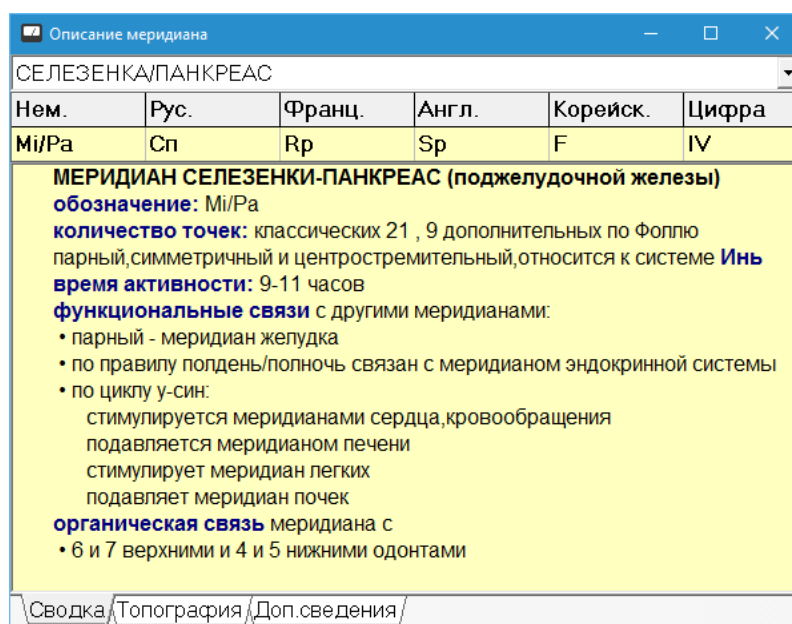 Описание меридиана
СЕЛЕЗЕНКА/ПАНКРЕАС
Нем. Рус. Франц. Англ. Корейск. Цифра
Mi/Pa Сп Rp Sp F IV
МЕРИДИАН СЕЛЕЗЕНКИ-ПАНКРЕАС (поджелудочной железы)
обозначение: Mi/Pa
количество точек: классических 21 , 9 дополнительных по Фоллю
парный,симметричный и центростремительный,относится к системе Инь
время активности: 9-11 часов
функциональные связи с другими меридианами:
• парный - меридиан желудка
• по правилу полдень/полночь связан с меридианом эндокринной системы
• по циклу у-син:
стимулируется меридианами сердца,кровообращения
подавляется меридианом печени
стимулирует меридиан легких
подавляет меридиан почек
органическая связь меридиана с
• 6 и 7 верхними и 4 и 5 нижними одонтами
Сводка Топография Доп.сведения